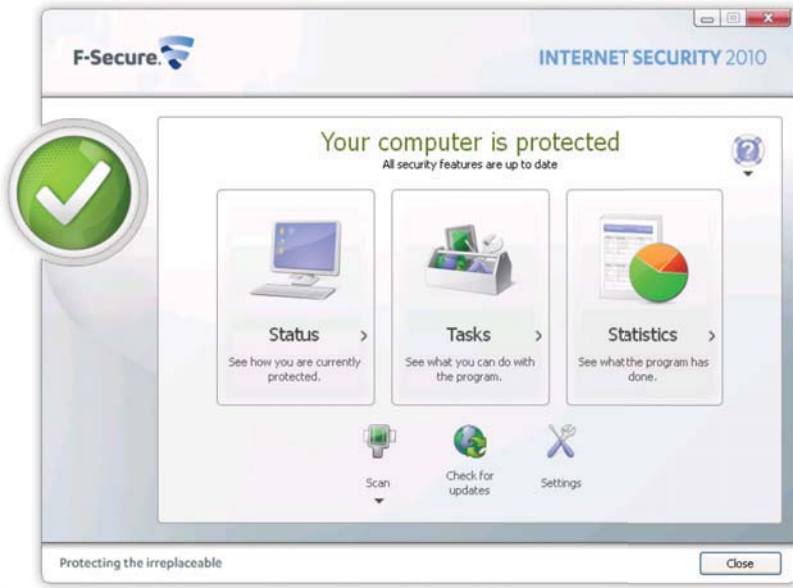 F-Secure.
INTERNET SECURITY 2010
Your computer is protected
All security features are up to date
?
Status >
See how you are currently
protected.
Tasks >
See what you can do with
the program.
Statistics >
See what the program has
done.
Scan
Check for
updates
Settings
Protecting the irreplaceable
Close